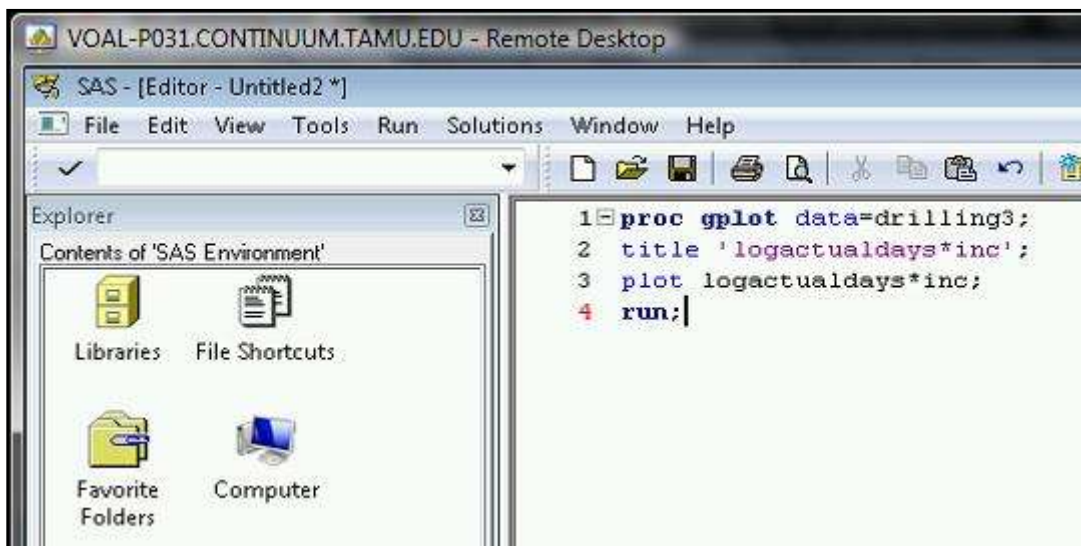 VOAL-P031.CONTINUUM.TAMU.EDU - Remote Desktop
SAS - [Editor - Untitled2 *]
File Edit View Tools Run Solutions Window Help
Explorer
Contents of 'SAS Environment'
Libraries File Shortcuts
Favorite Folders Computer
1 proc gplot data=drilling3;
2 title 'logactualdays*inc';
3 plot logactualdays*inc;
4 run;